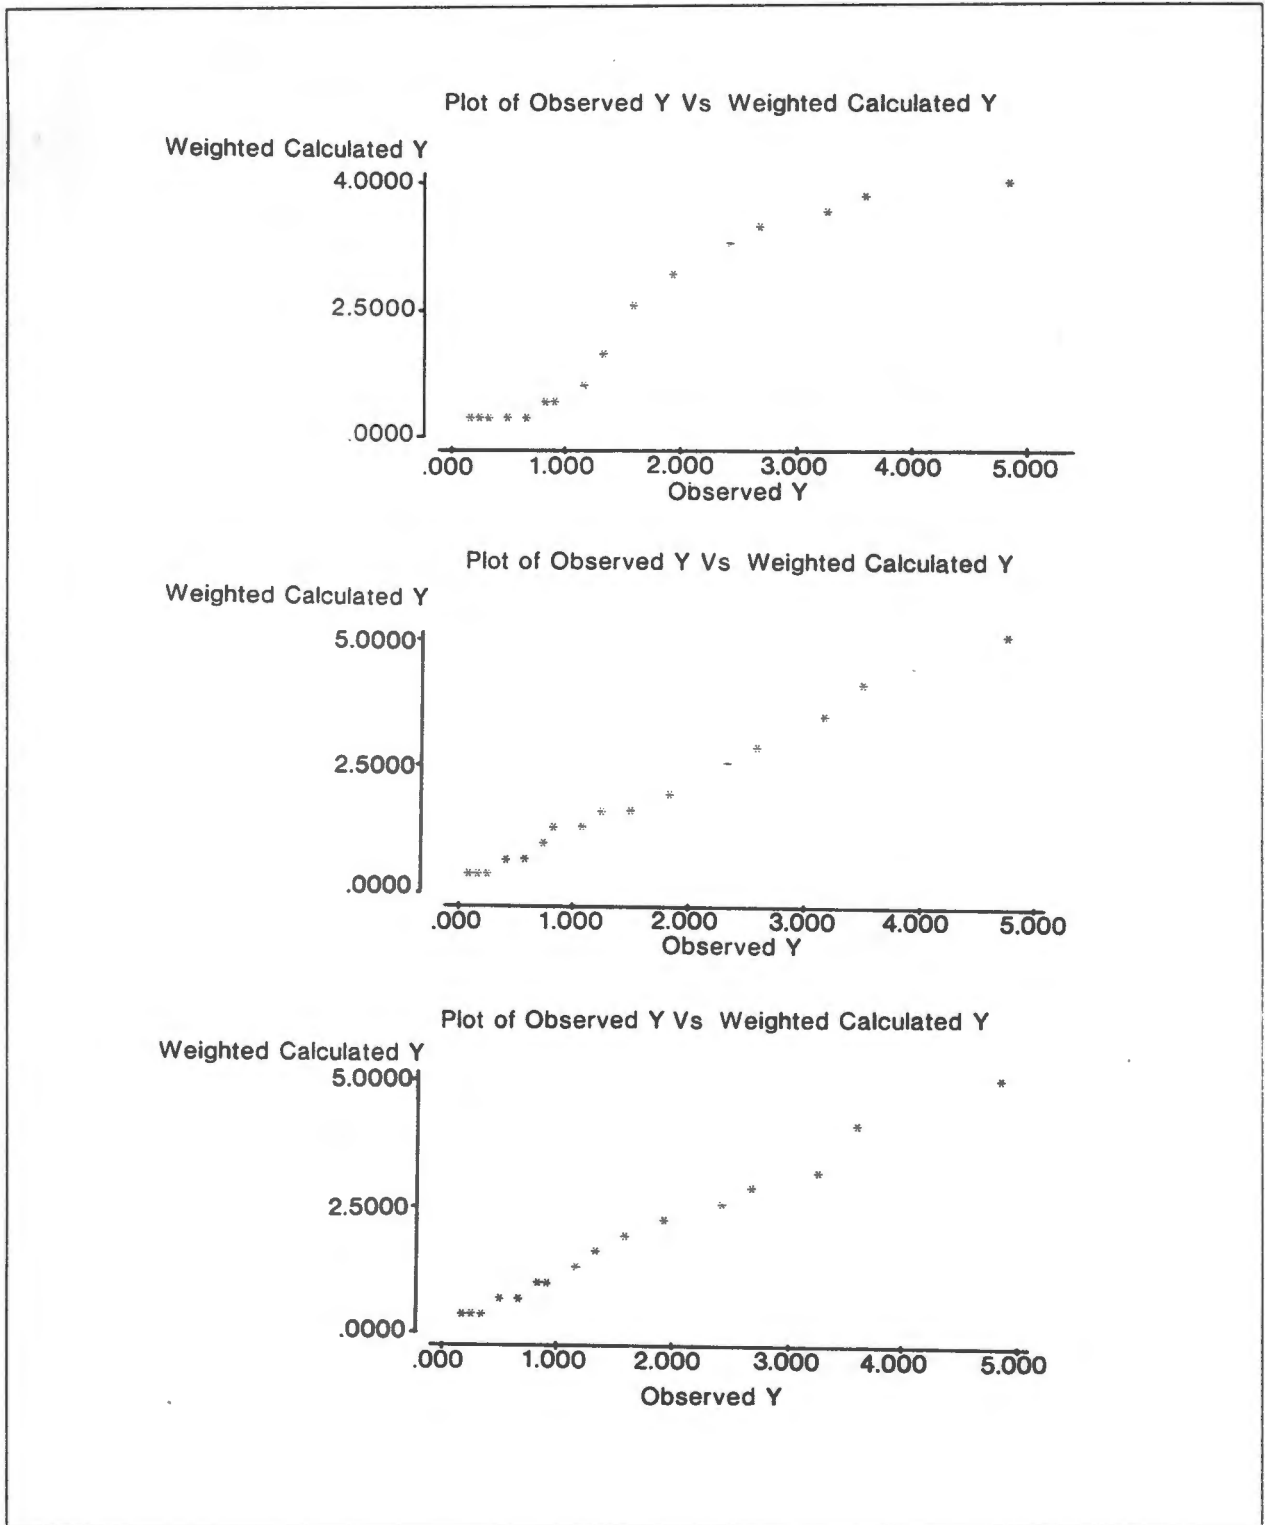 Plot of Observed Y Vs Weighted Calculated Y
Weighted Calculated Y
4.0000
2.5000
.0000
.000 1.000 2.000 3.000 4.000 5.000
Observed Y
Plot of Observed Y Vs Weighted Calculated Y
Weighted Calculated Y
5.0000
2.5000
.0000
.000 1.000 2.000 3.000 4.000 5.000
Observed Y
Plot of Observed Y Vs Weighted Calculated Y
Weighted Calculated Y
5.0000
2.5000
.0000
.000 1.000 2.000 3.000 4.000 5.000
Observed Y